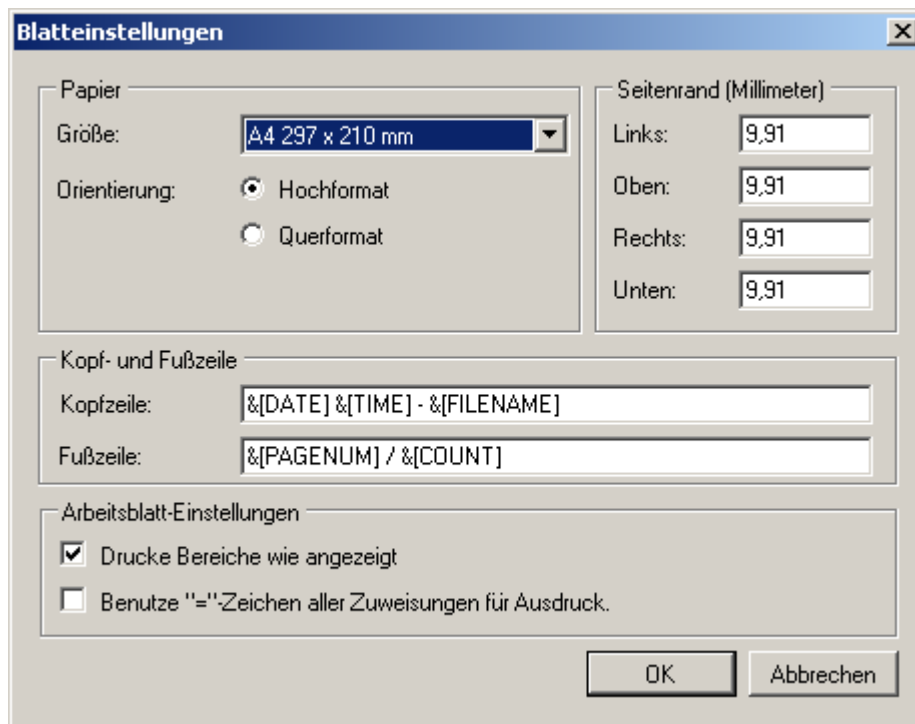 Blatteinstellungen
Papier
Größe: A4 297 x 210 mm
Orientierung: Hochformat
Querformat
Seitenrand (Millimeter)
Links: 9,91
Oben: 9,91
Rechts: 9,91
Unten: 9,91
Kopf- und Fußzeile
Kopfzeile: &[DATE] &[TIME] - &[FILENAME]
Fußzeile: &[PAGENUM] / &[COUNT]
Arbeitsblatt-Einstellungen
Drucke Bereiche wie angezeigt
Benutze "="-Zeichen aller Zuweisungen für Ausdruck.
OK Abbrechen